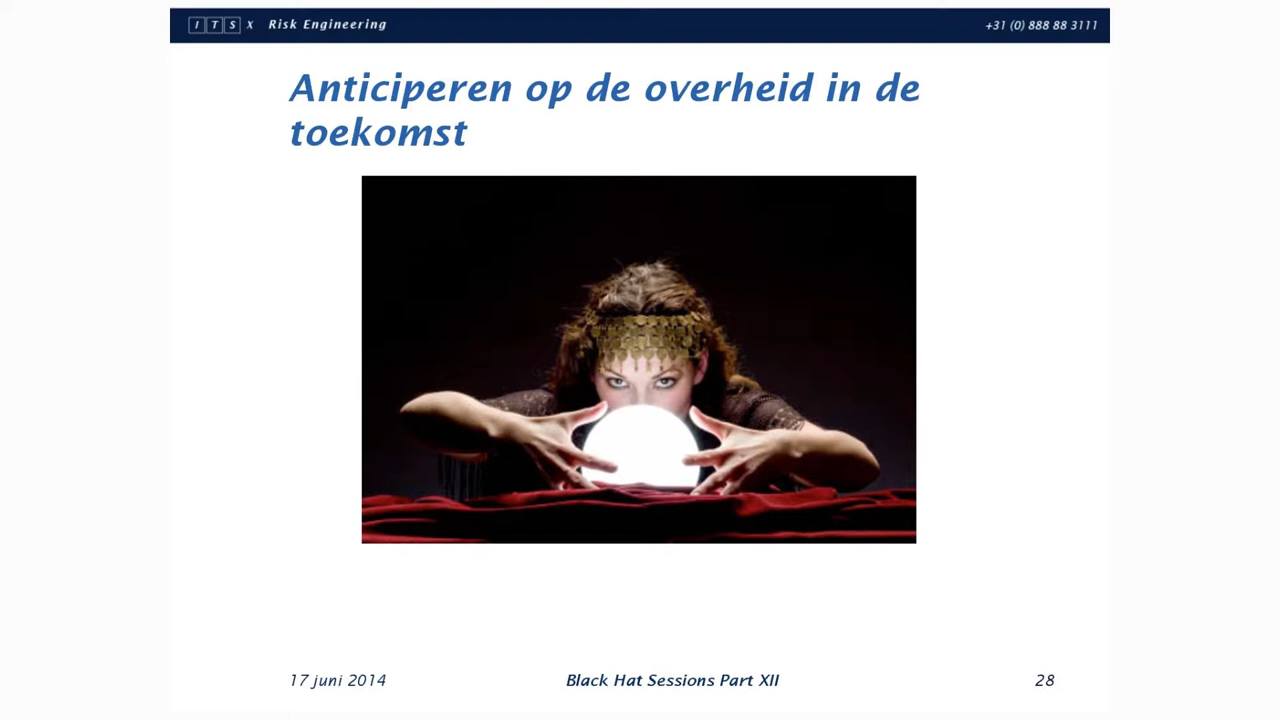 ITSX Risk Engineering
+31 (0) 888 88 3111
Anticiperen op de overheid in de
toekomst
17 juni 2014
Black Hat Sessions Part XII
28